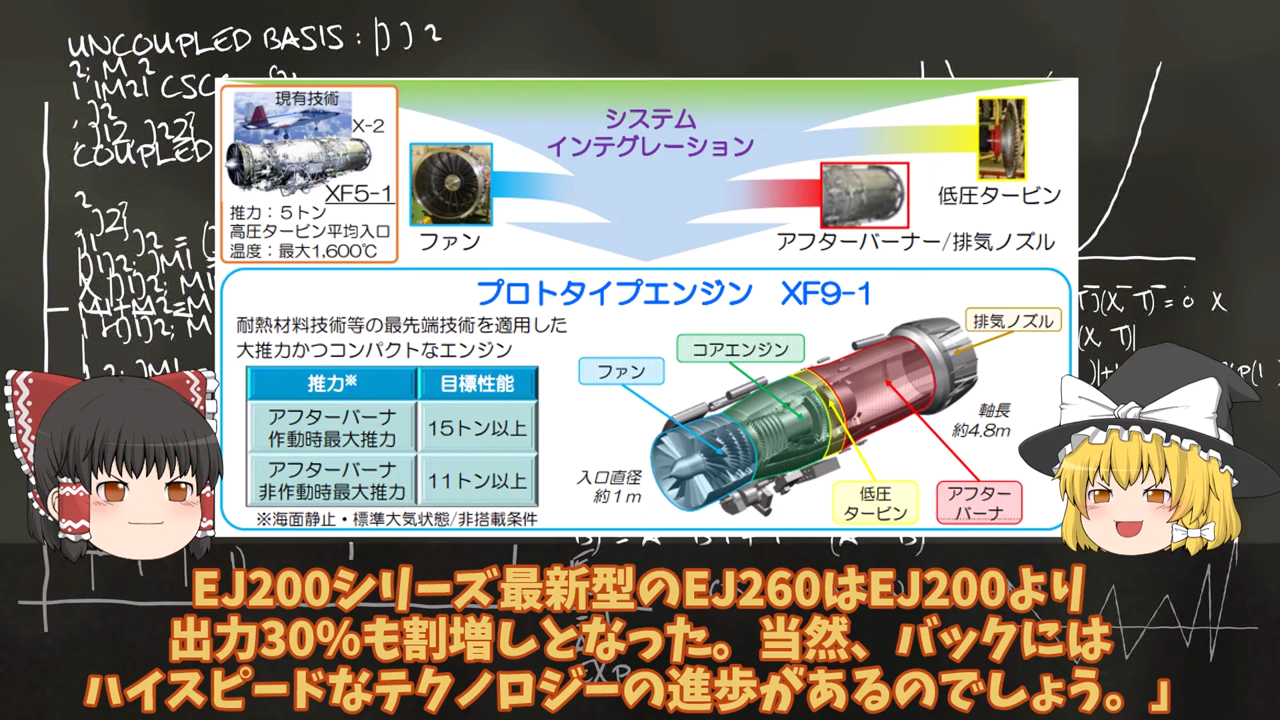 UNCOUPLED BASIS :
COUPLED
現有技術
X-2
XF5-1
推力：５トン
高圧タービン平均入口
温度：最大1,600℃
ファン
システム
インテグレーション
アフターバーナー/排気ノズル
低圧タービン
プロトタイプエンジン　XF9-1
耐熱材料技術等の最先端技術を適用した
大推力かつコンパクトなエンジン
推力※
目標性能
アフターバーナ
作動時最大推力
15トン以上
アフターバーナ
非作動時最大推力
11トン以上
※海面静止・標準大気状態/非搭載条件
ファン
コアエンジン
排気ノズル
軸長
約4.8m
入口直径
約１m
低圧
タービン
アフター
バーナ
EJ200シリーズ最新型のEJ260はEJ200より
出力30%も割増しとなった。当然、バックには
ハイスピードなテクノロジーの進歩があるのでしょう。」